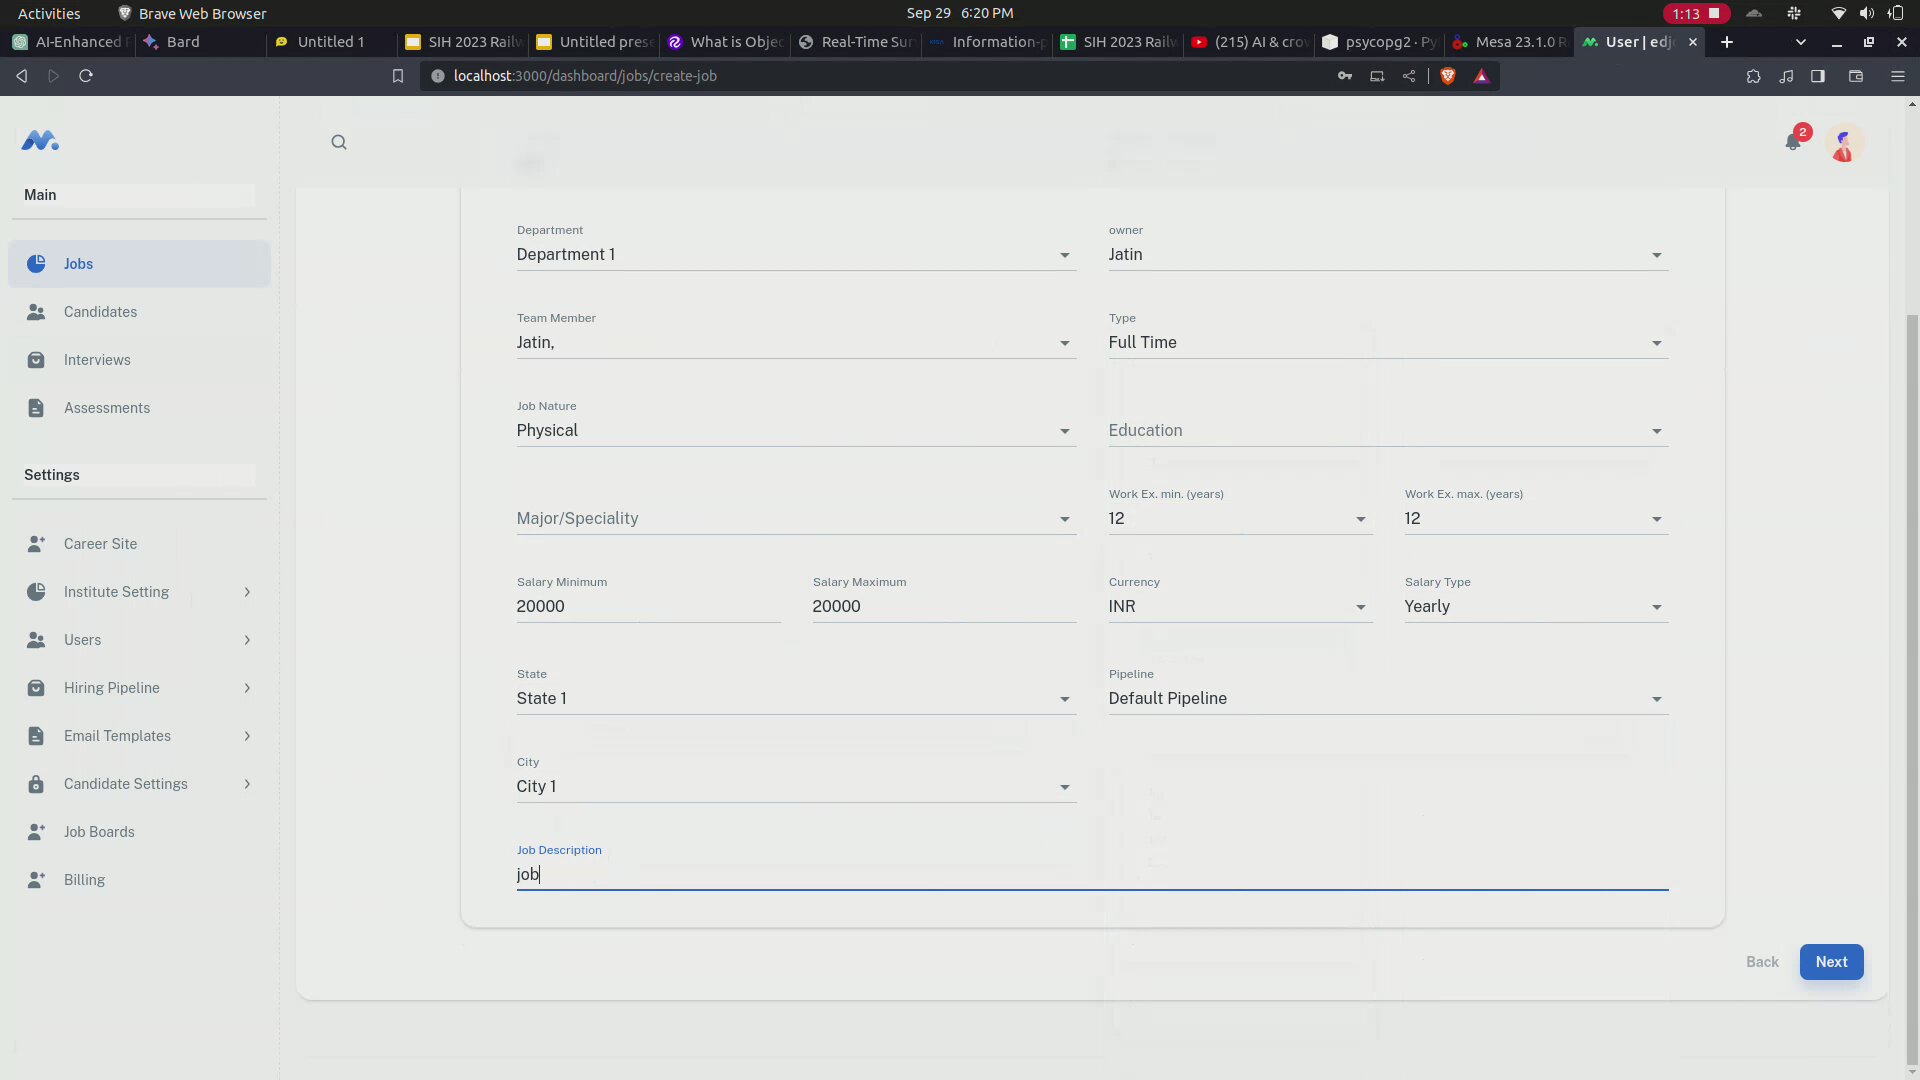 Activities
Brave Web Browser
Sep 29 6:20 PM
1:13
AI-Enhanced
Bard
Untitled 1
SIH 2023 Railw
Untitled prese
What is Objec
Real-Time Sur
Information-p
SIH 2023 Railw
(215) AI & crow
psycopg2 · Py
Mesa 23.1.0 R
User | edjo
localhost:3000/dashboard/jobs/create-job
2
Main
Jobs
Candidates
Interviews
Assessments
Settings
Career Site
Institute Setting
Users
Hiring Pipeline
Email Templates
Candidate Settings
Job Boards
Billing
Department
Department 1
owner
Jatin
Team Member
Jatin,
Type
Full Time
Job Nature
Physical
Education
Major/Speciality
Work Ex. min. (years)
12
Work Ex. max. (years)
12
Salary Minimum
20000
Salary Maximum
20000
Currency
INR
Salary Type
Yearly
State
State 1
Pipeline
Default Pipeline
City
City 1
Job Description
job
Back
Next